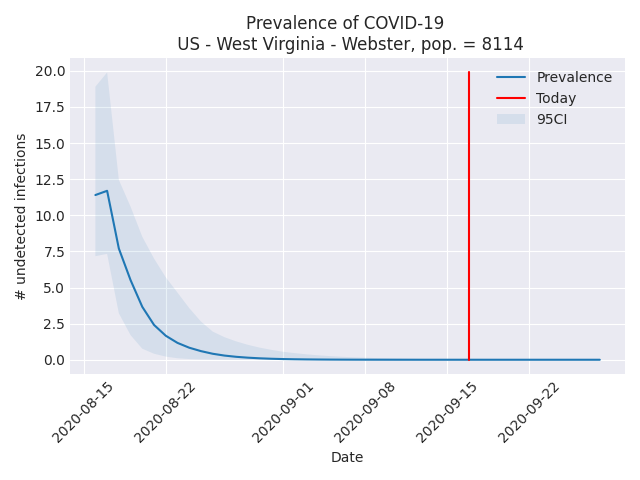 Prevalence of COVID-19
US - West Virginia - Webster, pop. = 8114
Prevalence
Today
95CI
# undetected infections
20.0
17.5
15.0
12.5
10.0
7.5
5.0
2.5
0.0
2020-08-15
2020-08-22
2020-09-01
2020-09-08
2020-09-15
2020-09-22
Date